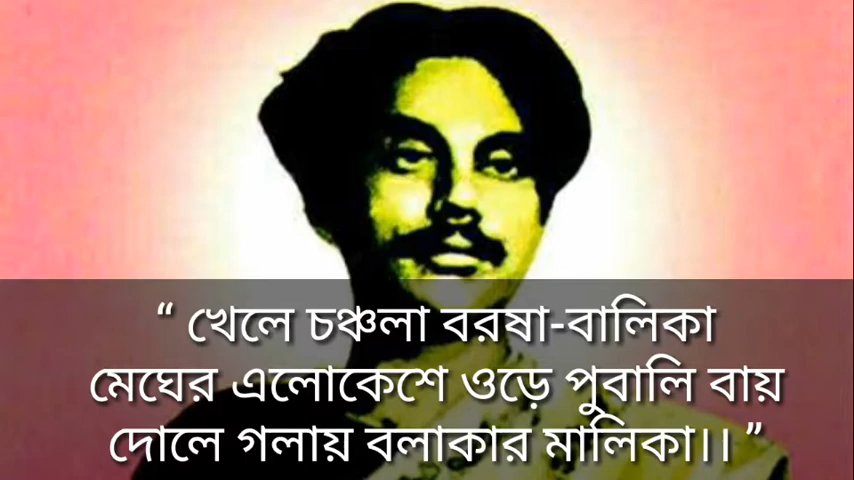 “ খেলে চঞ্চলা বরষা-বালিকা
মেঘের এলোকেশে ওড়ে পুবালি বায়
দোলে গলায় বলাকার মালিকা।। ”